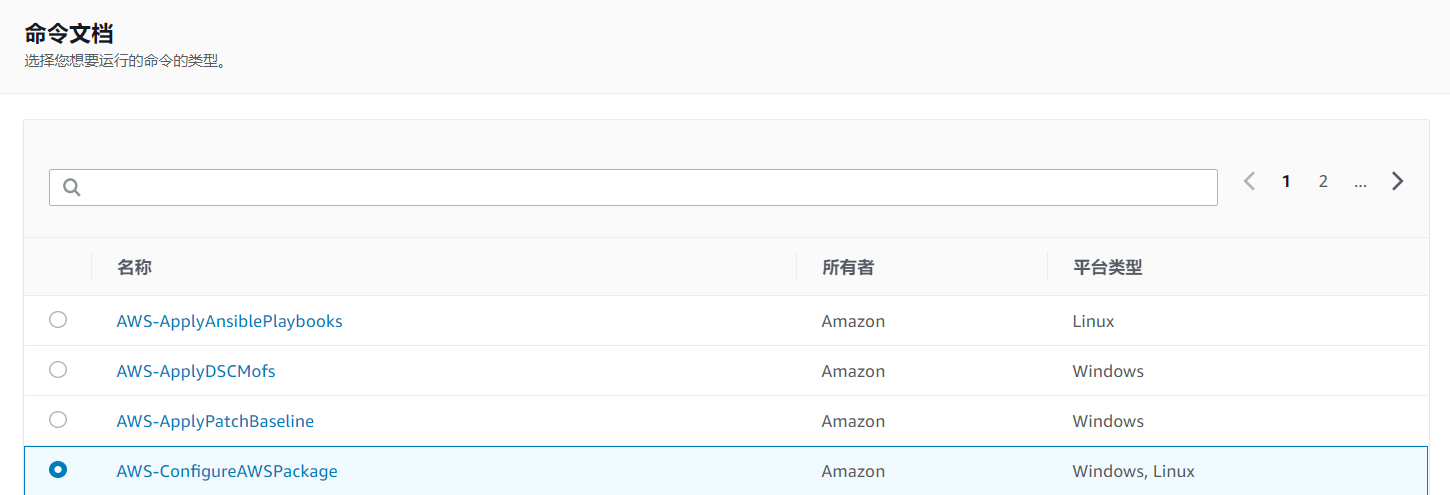 命令文档
选择您想要运行的命令的类型。
1 2 ...
名称 所有者 平台类型
AWS-ApplyAnsiblePlaybooks Amazon Linux
AWS-ApplyDSCMofs Amazon Windows
AWS-ApplyPatchBaseline Amazon Windows
AWS-ConfigureAWSPackage Amazon Windows, Linux